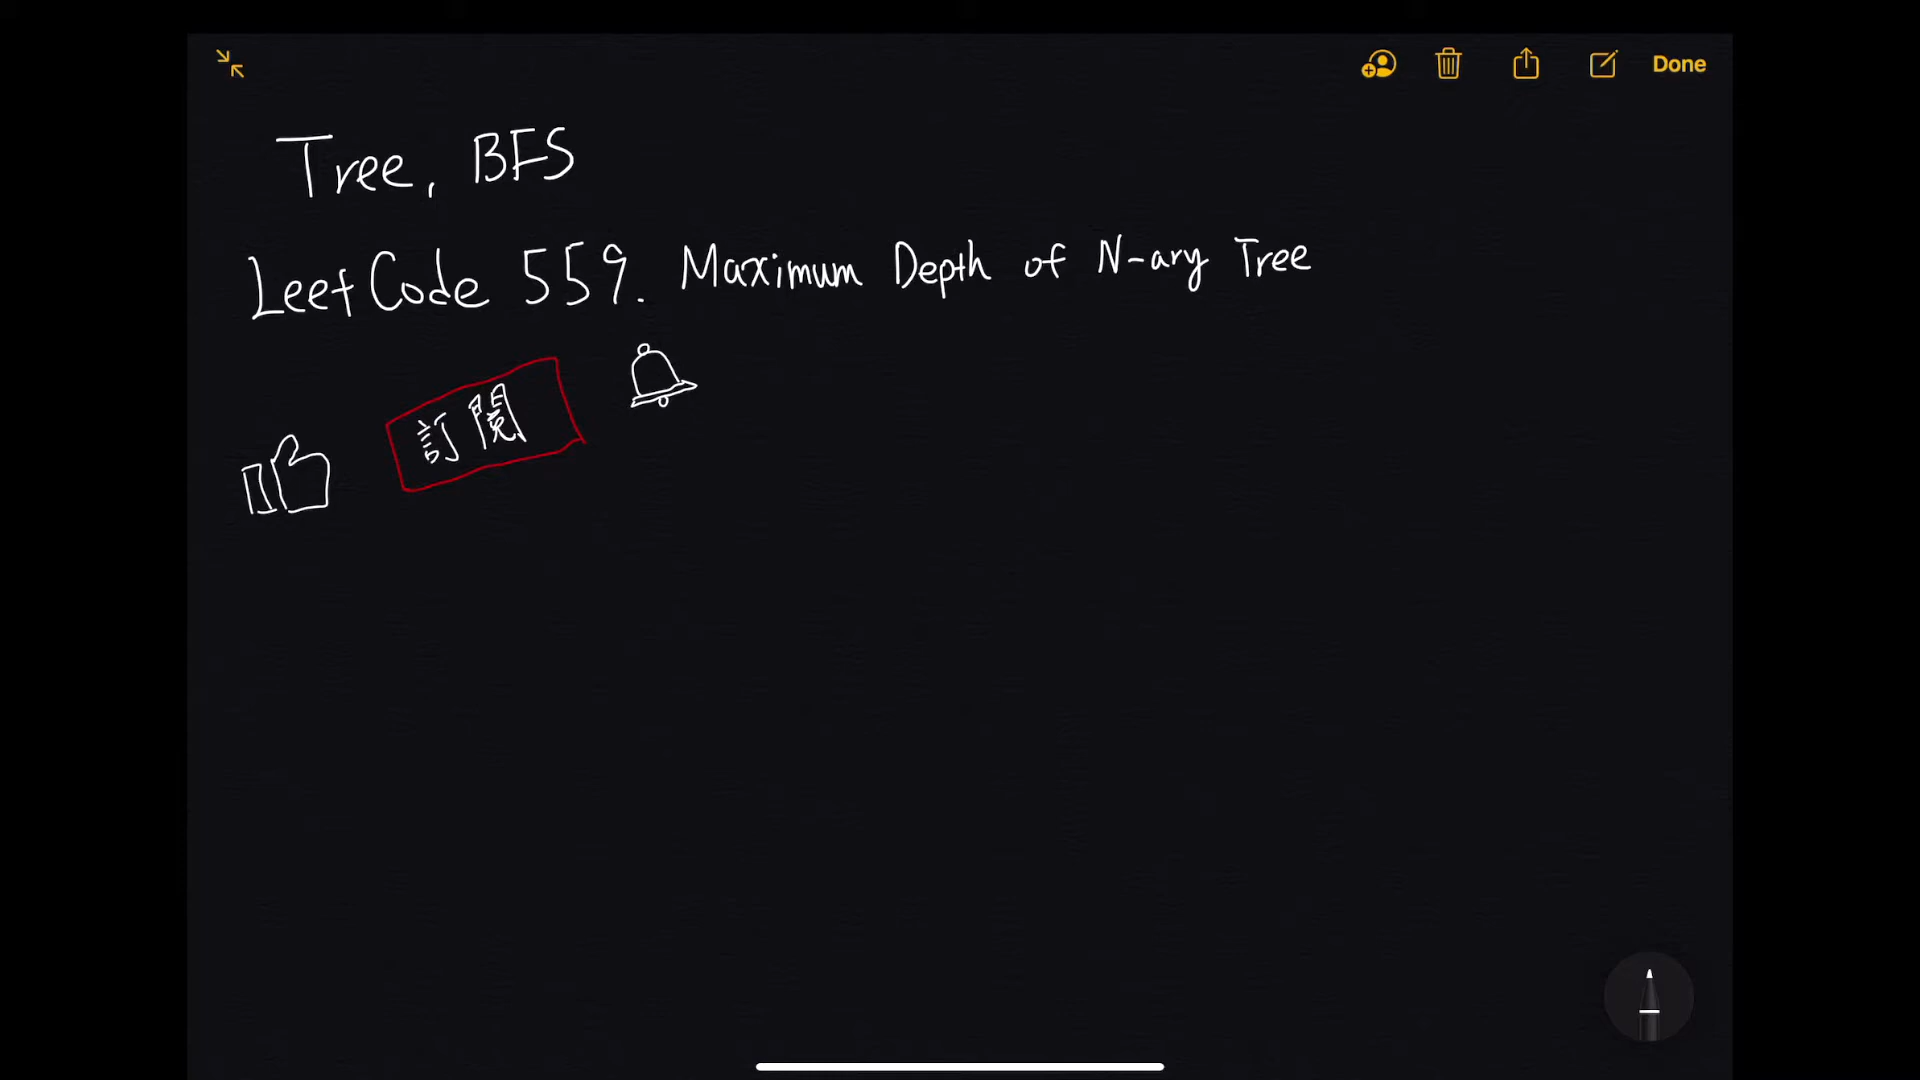 Done
Tree, BFS
LeetCode 559. Maximum Depth of N-ary Tree
訂閱